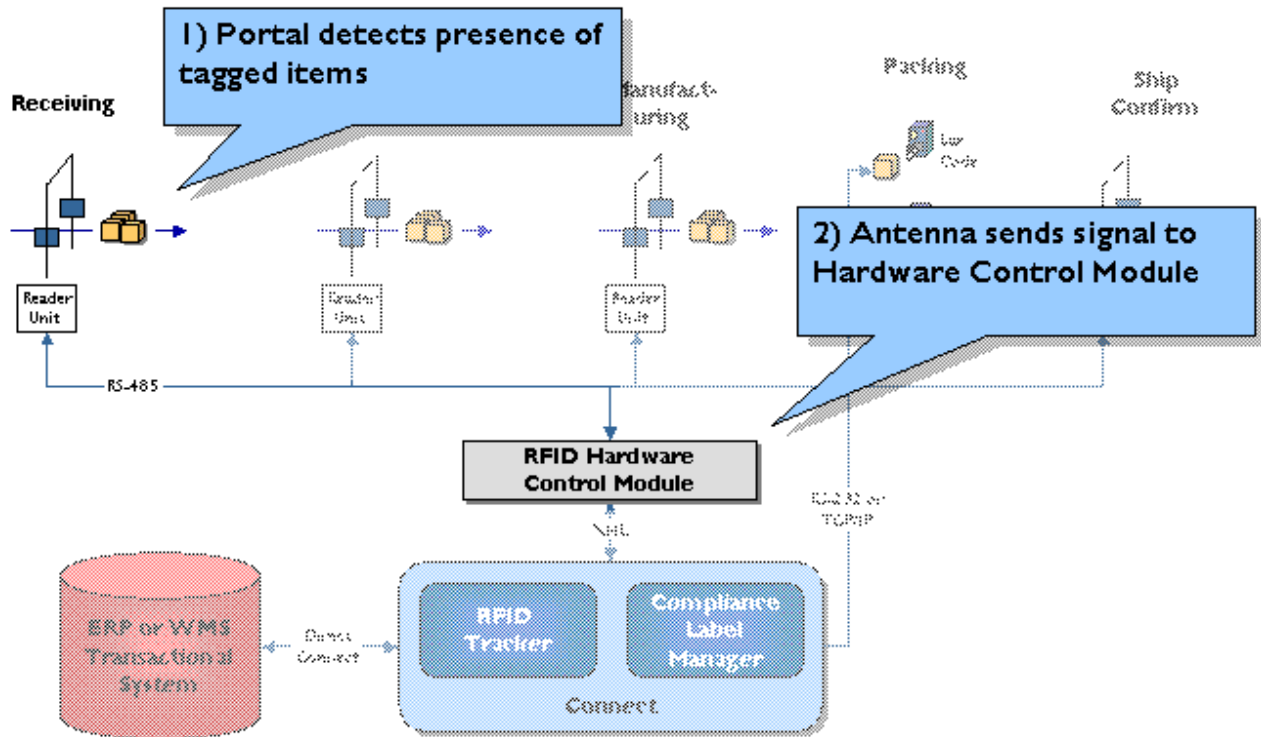 1) Portal detects presence of
tagged items
Receiving
Packing
Ship
Confirm
uring
Code
2) Antenna sends signal to
Hardware Control Module
Reader
Unit
Reader
Unit
Reader
Unit
RS-485
RFID Hardware
Control Module
RS-232 or
TCP/IP
XML
RFID
Tracker
Compliance
Label
Manager
ERP or WMS
Transactional
System
Direct
Connect
Connect